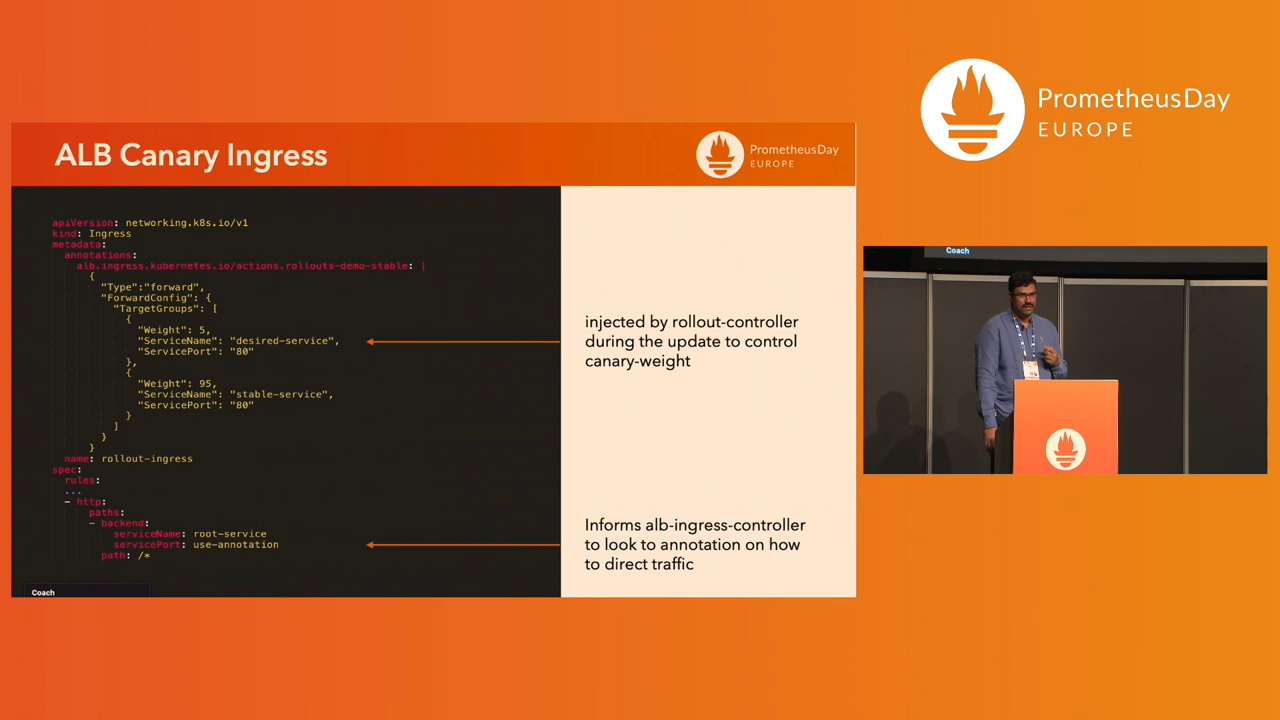 PrometheusDay
EUROPE
ALB Canary Ingress
PrometheusDay
EUROPE
apiVersion: networking.k8s.io/v1
kind: Ingress
metadata:
  annotations:
    alb.ingress.kubernetes.io/actions.rollouts-demo-stable: |
      {
        "Type":"forward",
        "ForwardConfig": {
          "TargetGroups": [
            {
              "Weight": 5,
              "ServiceName": "desired-service",
              "ServicePort": "80"
            },
            {
              "Weight": 95,
              "ServiceName": "stable-service",
              "ServicePort": "80"
            }
          ]
        }
      }
  name: rollout-ingress
spec:
  rules:
  ...
  - http:
      paths:
      - backend:
          serviceName: root-service
          servicePort: use-annotation
        path: /*
injected by rollout-controller
during the update to control
canary-weight
Informs alb-ingress-controller
to look to annotation on how
to direct traffic
Coach
Coach